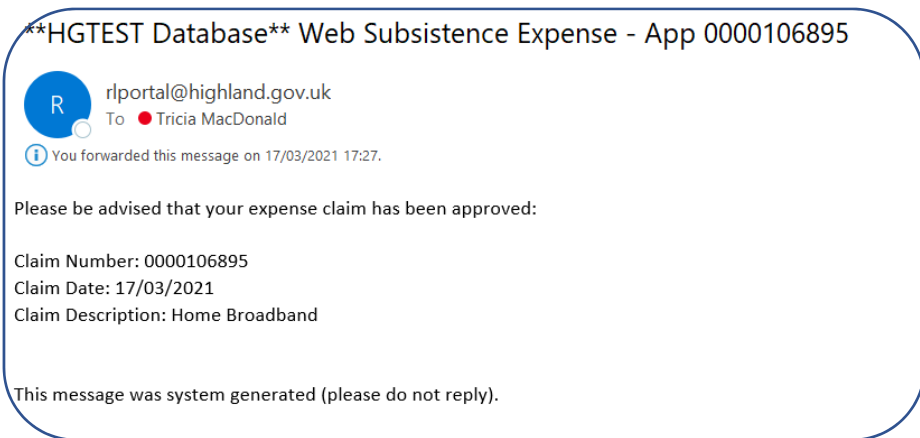 **HGTEST Database** Web Subsistence Expense - App 0000106895
R
rlportal@highland.gov.uk
To Tricia MacDonald
i You forwarded this message on 17/03/2021 17:27.
Please be advised that your expense claim has been approved:
Claim Number: 0000106895
Claim Date: 17/03/2021
Claim Description: Home Broadband
This message was system generated (please do not reply).